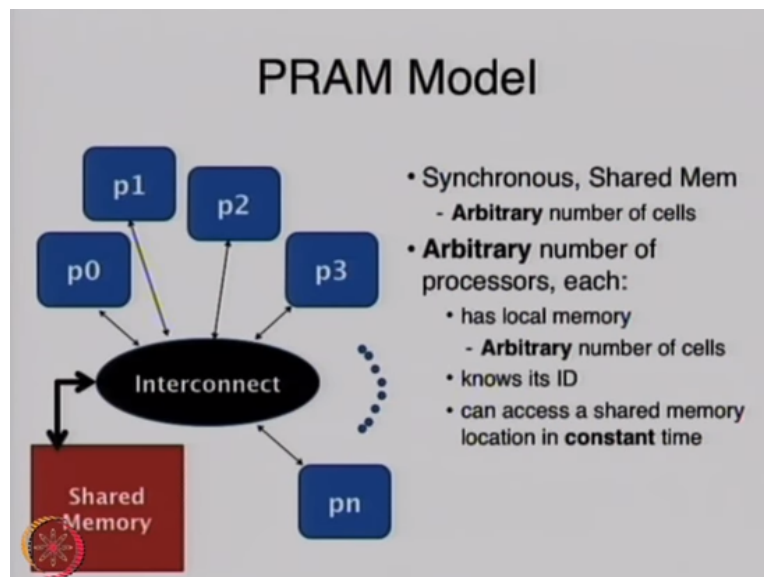 PRAM Model
p1
p2
p0
p3
Interconnect
Shared
Memory
pn
• Synchronous, Shared Mem
- Arbitrary number of cells
• Arbitrary number of
processors, each:
• has local memory
- Arbitrary number of cells
• knows its ID
• can access a shared memory
location in constant time